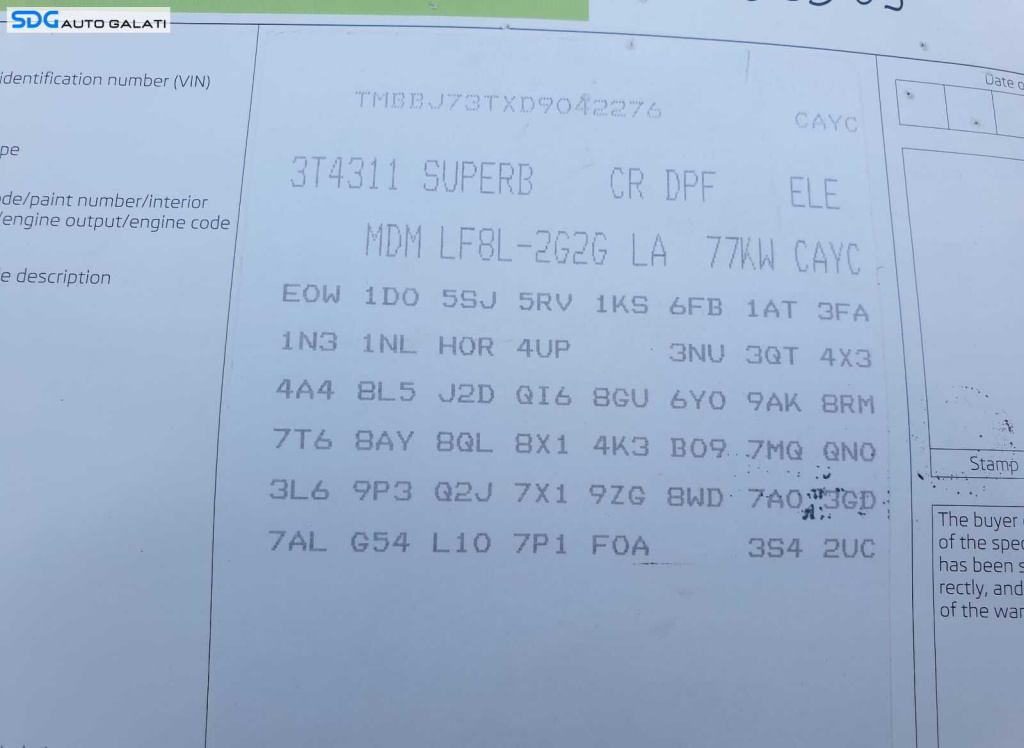 SDG AUTO GALATI
identification number (VIN)
Date o
TMBBJ73TXD9042276
CAYC
pe
3T4311 SUPERB CR DPF ELE
ode/paint number/interior
/engine output/engine code
MDM LF8L-2G2G LA 77KW CAYC
e description
E0W 1D0 5SJ 5RV 1KS 6FB 1AT 3FA
1N3 1NL H0R 4UP 3NU 3QT 4X3
4A4 8L5 J2D QI6 8GU 6Y0 9AK 8RM
7T6 8AY 8QL 8X1 4K3 B09 7MQ QN0
3L6 9P3 Q2J 7X1 9ZG 8WD 7A0 3GD
7AL G54 L10 7P1 F0A 3S4 2UC
Stamp
The buyer
of the spec
has been s
rectly, and
of the war